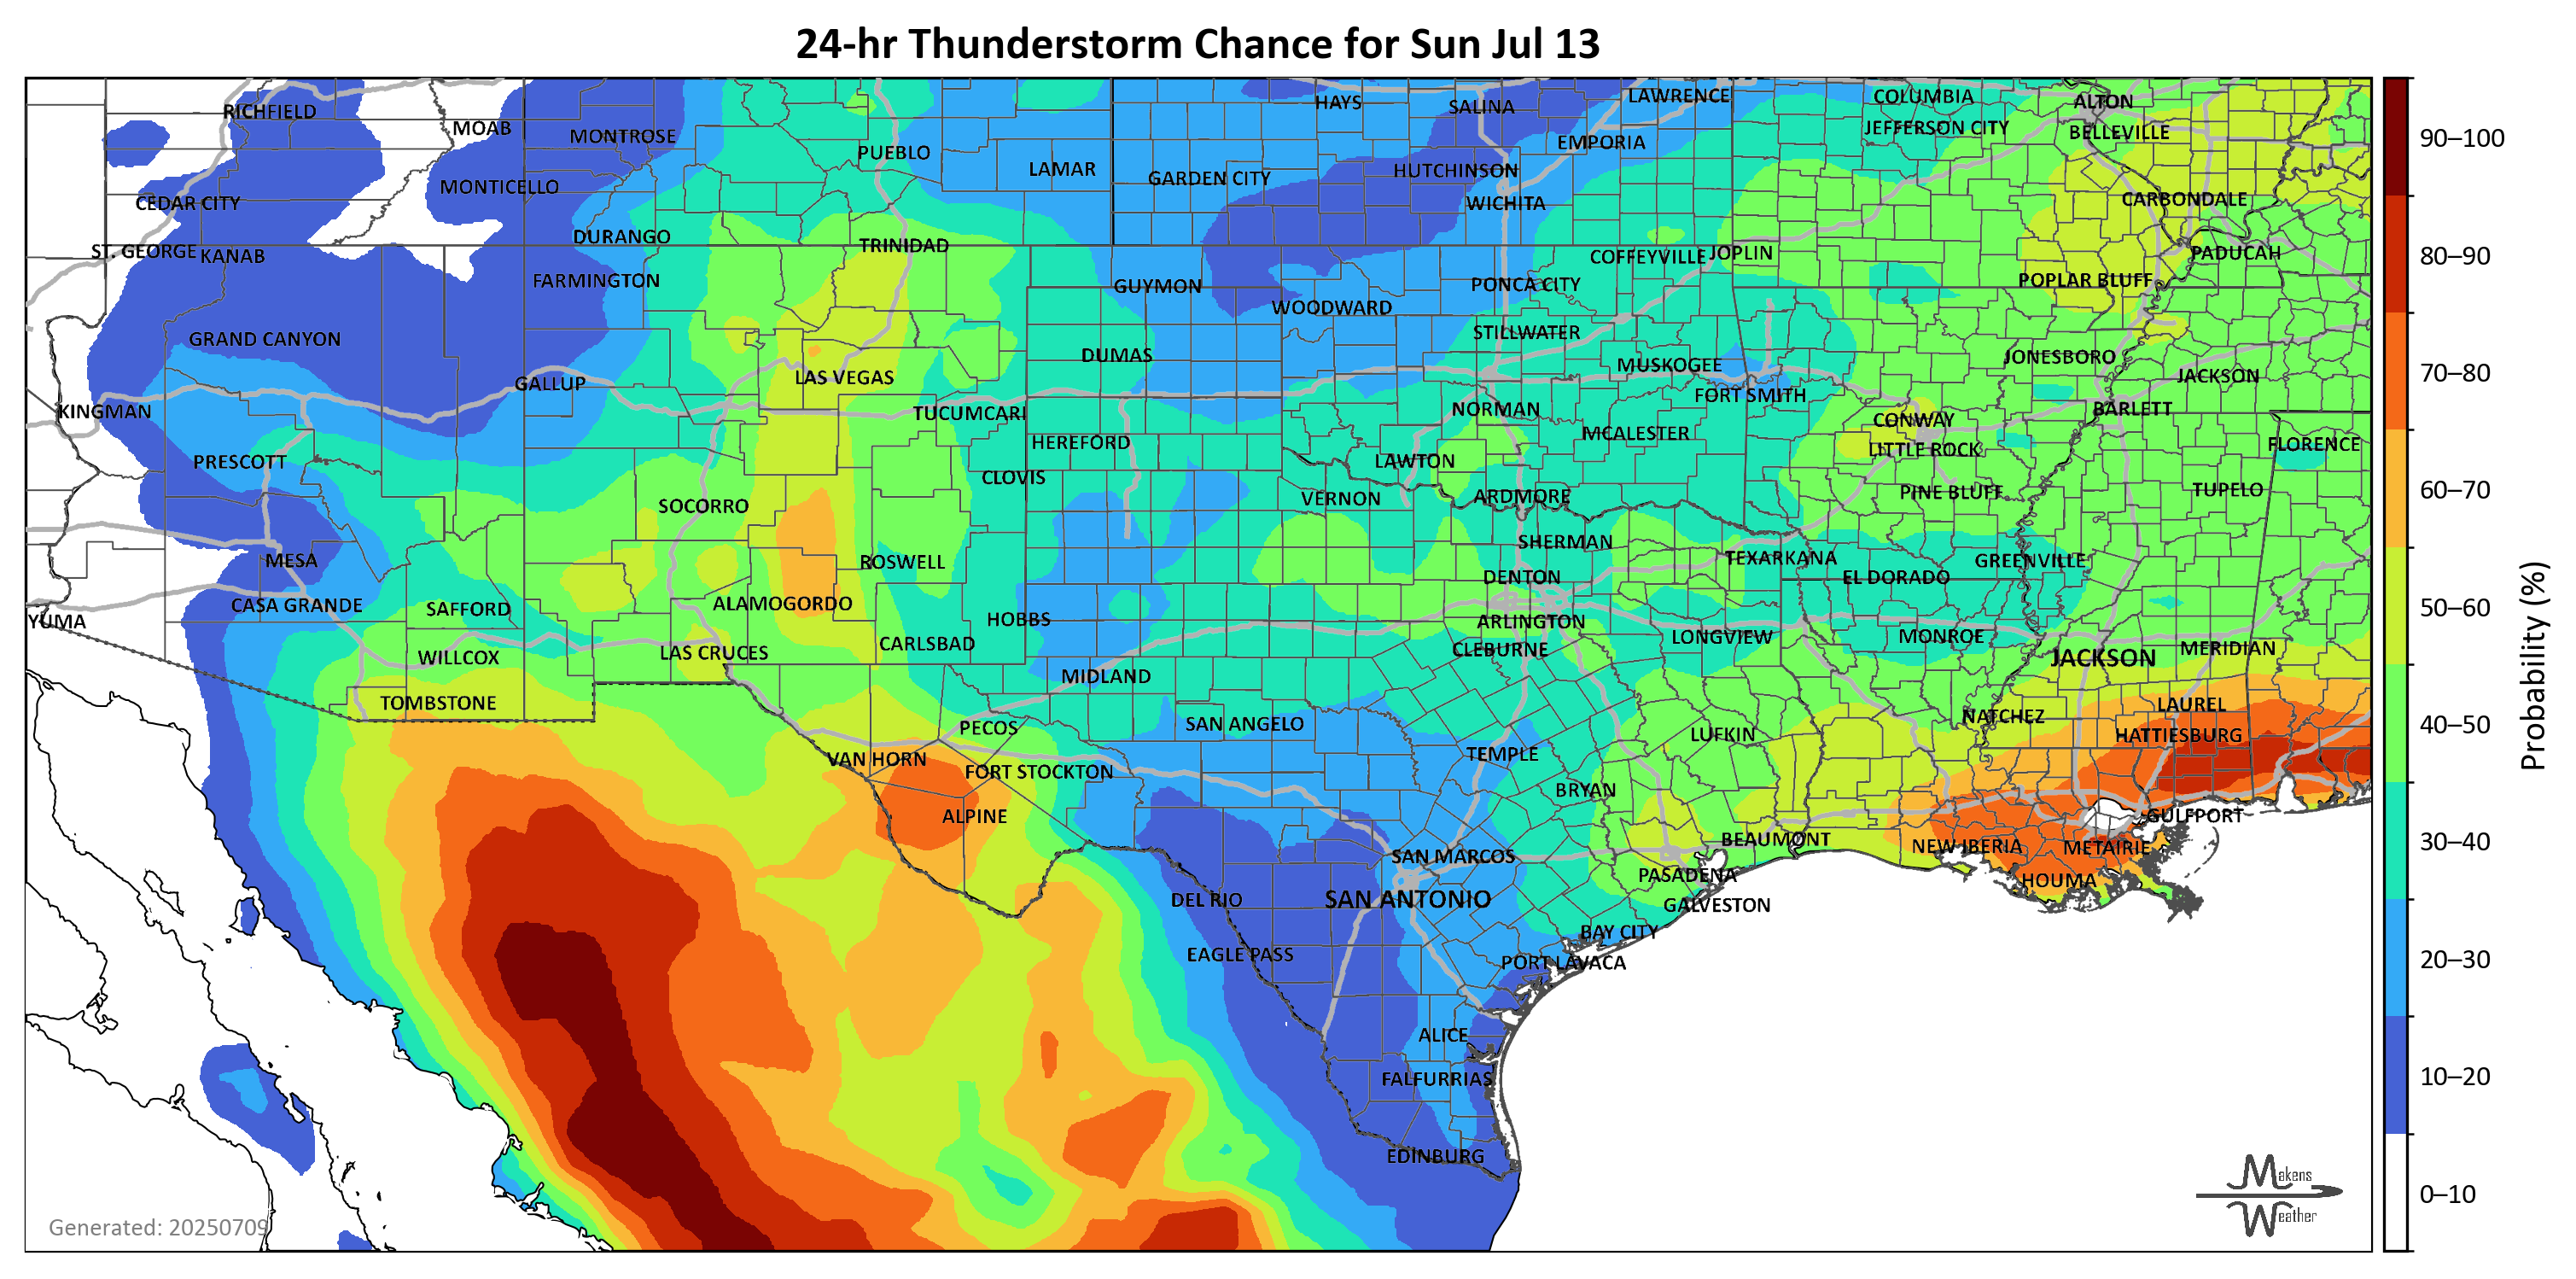 24-hr Thunderstorm Chance for Sun Jul 13
RICHFIELD
MOAB
MONTROSE
PUEBLO
LAMAR
HAYS
SALINA
LAWRENCE
COLUMBIA
ALTON
JEFFERSON CITY
BELLEVILLE
EMPORIA
HUTCHINSON
GARDEN CITY
MONTICELLO
CEDAR CITY
WICHITA
CARBONDALE
DURANGO
TRINIDAD
ST. GEORGE
KANAB
COFFEYVILLE
JOPLIN
PADUCAH
FARMINGTON
GUYMON
PONCA CITY
POPLAR BLUFF
WOODWARD
GRAND CANYON
STILLWATER
DUMAS
MUSKOGEE
JONESBORO
GALLUP
LAS VEGAS
JACKSON
FORT SMITH
KINGMAN
TUCUMCARI
NORMAN
BARLETT
CONWAY
HEREFORD
MCALESTER
LITTLE ROCK
FLORENCE
PRESCOTT
LAWTON
CLOVIS
SOCORRO
VERNON
ARDMORE
PINE BLUFF
TUPELO
SHERMAN
MESA
ROSWELL
TEXARKANA
GREENVILLE
DENTON
EL DORADO
CASA GRANDE
SAFFORD
ALAMOGORDO
YUMA
HOBBS
ARLINGTON
LONGVIEW
MONROE
WILLCOX
LAS CRUCES
CARLSBAD
CLEBURNE
JACKSON
MERIDIAN
MIDLAND
TOMBSTONE
LAUREL
PECOS
SAN ANGELO
NATCHEZ
LUFKIN
HATTIESBURG
VAN HORN
TEMPLE
FORT STOCKTON
BRYAN
ALPINE
GULFPORT
BEAUMONT
NEW IBERIA
METAIRIE
SAN MARCOS
PASADENA
HOUMA
DEL RIO
SAN ANTONIO
GALVESTON
BAY CITY
EAGLE PASS
PORT LAVACA
ALICE
FALFURRIAS
EDINBURG
Generated: 20250709
Makens
Weather
90–100
80–90
70–80
60–70
50–60
40–50
30–40
20–30
10–20
0–10
Probability (%)